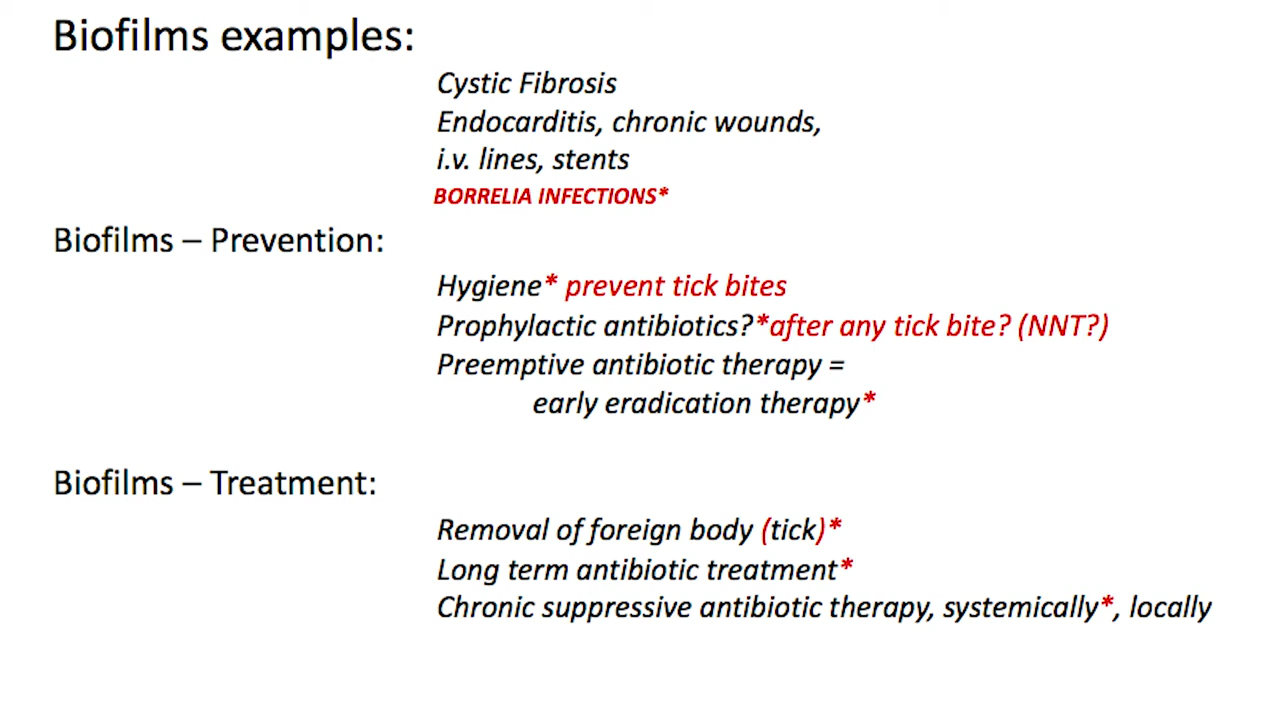 Biofilms examples:
Cystic Fibrosis
Endocarditis, chronic wounds,
i.v. lines, stents
BORRELIA INFECTIONS*
Biofilms – Prevention:
Hygiene* prevent tick bites
Prophylactic antibiotics?*after any tick bite? (NNT?)
Preemptive antibiotic therapy =
early eradication therapy*
Biofilms – Treatment:
Removal of foreign body (tick)*
Long term antibiotic treatment*
Chronic suppressive antibiotic therapy, systemically*, locally